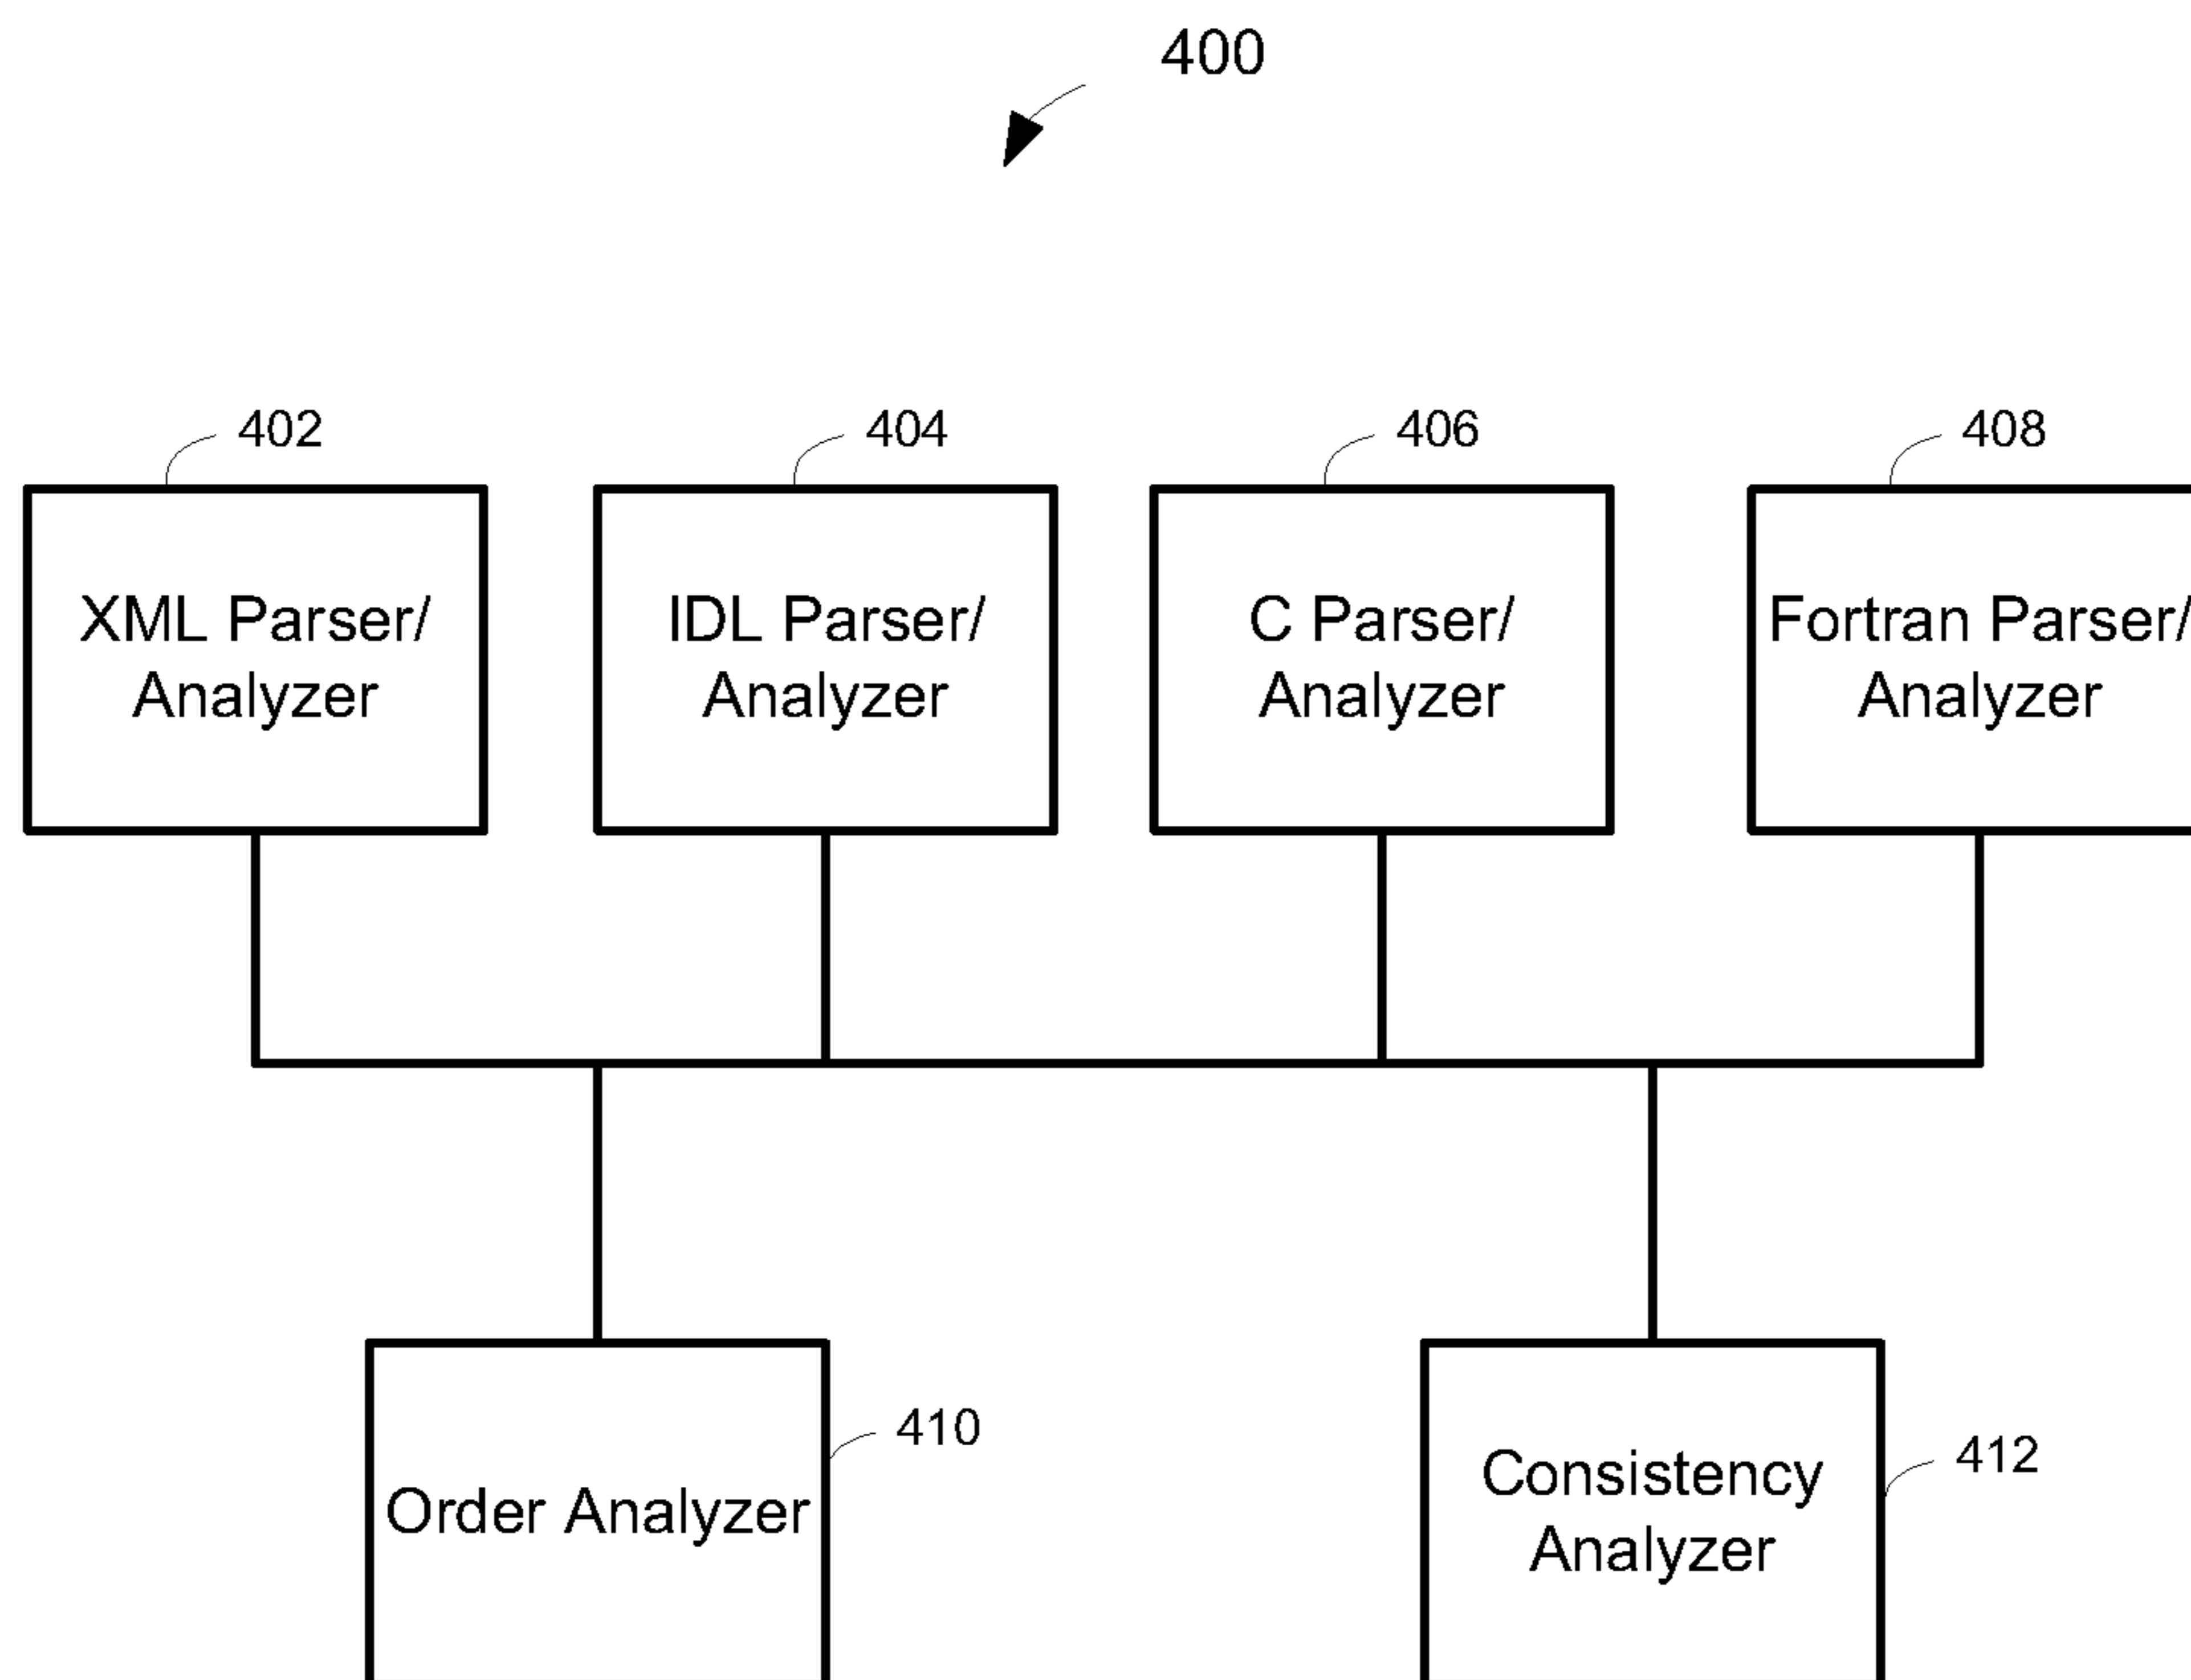 400
402
404
406
408
XML Parser/
Analyzer
IDL Parser/
Analyzer
C Parser/
Analyzer
Fortran Parser/
Analyzer
410
Order Analyzer
412
Consistency
Analyzer